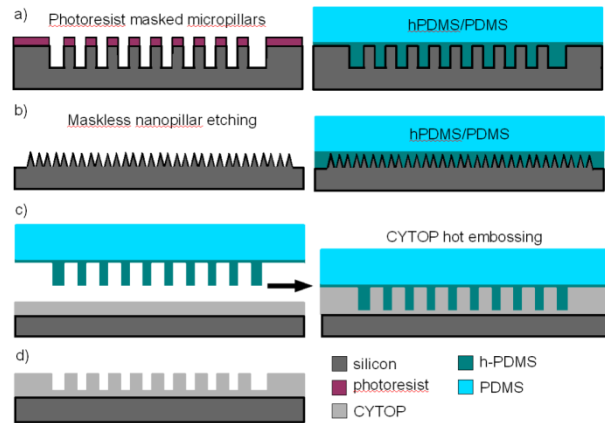 a)
Photoresist masked micropillars
hPDMS/PDMS
b)
Maskless nanopillar etching
hPDMS/PDMS
c)
CYTOP hot embossing
d)
silicon
photoresist
CYTOP
h-PDMS
PDMS